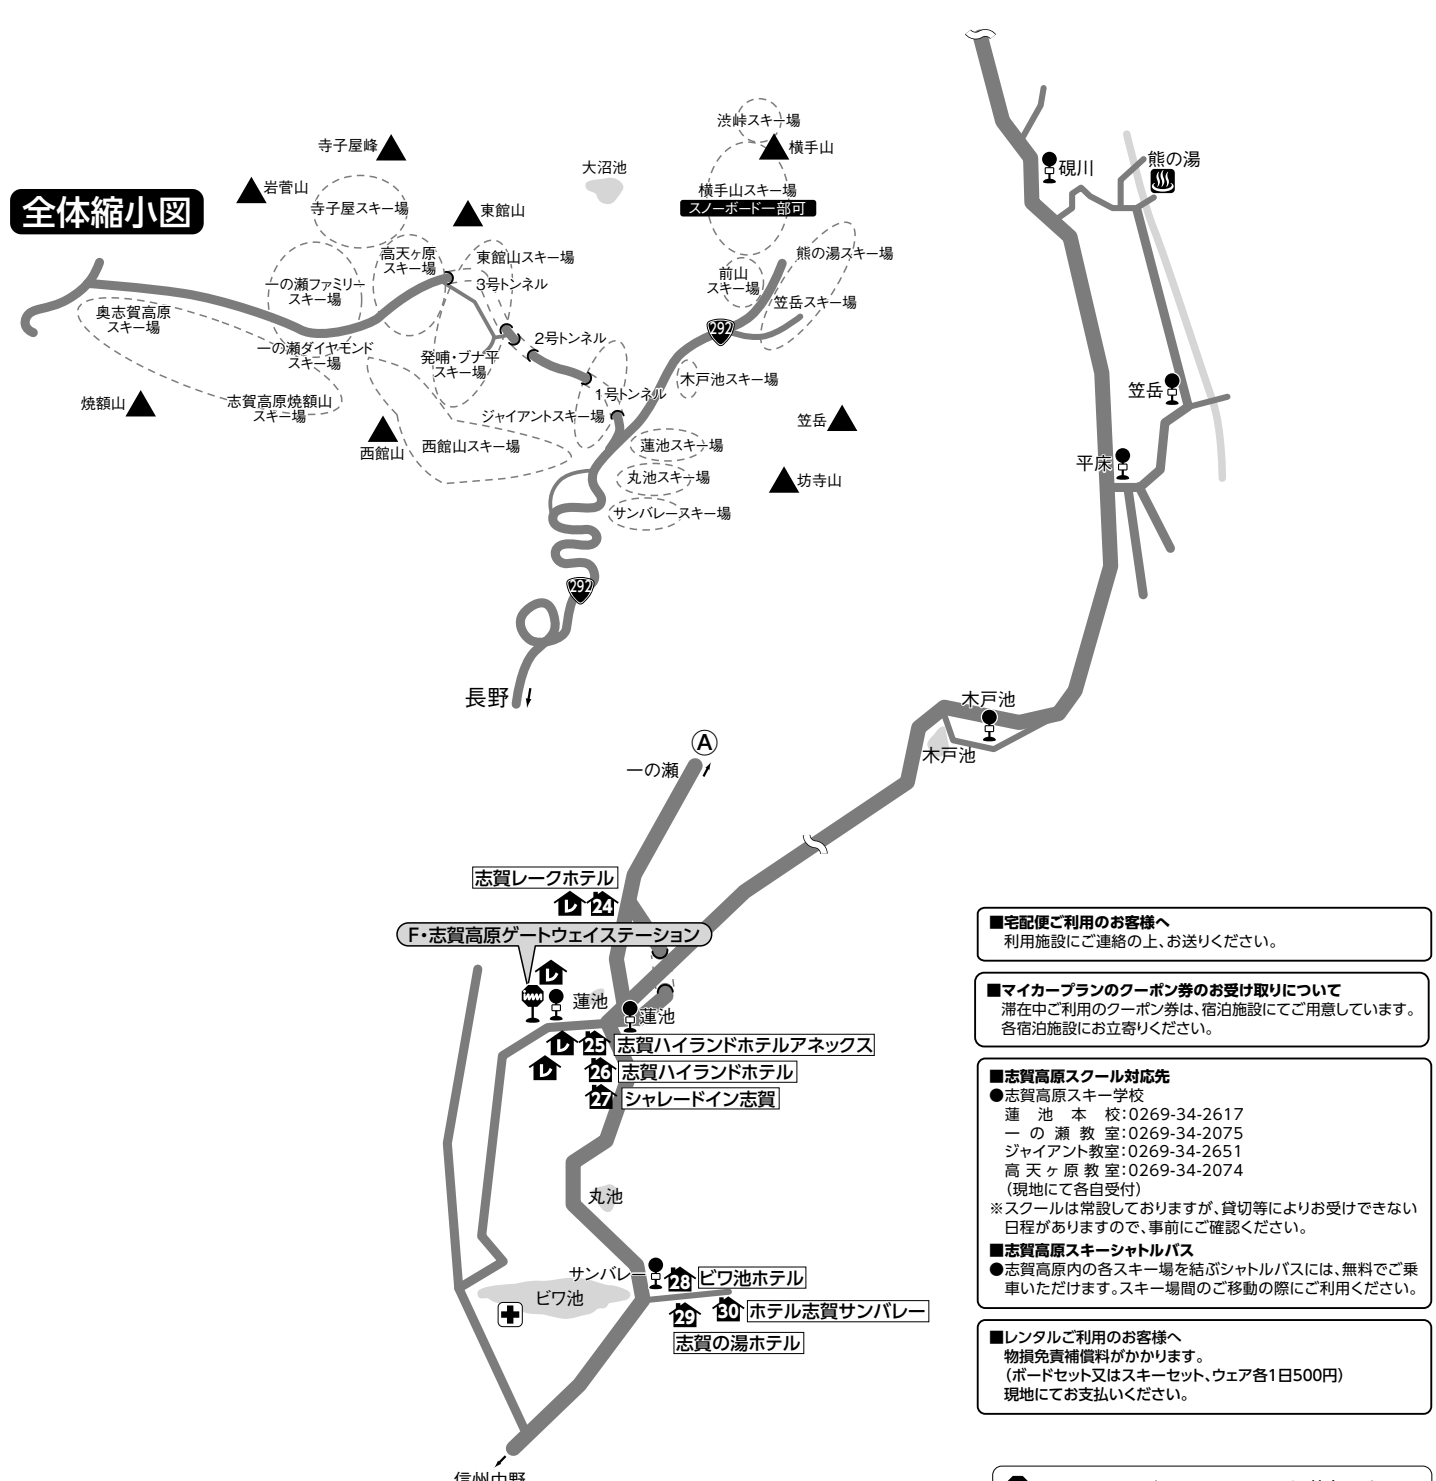 全体縮小図
渋峠スキー場
横手山
寺子屋峰
大沼池
岩菅山
横手山スキー場
スノーボード一部可
寺子屋スキー場
東館山
高天ヶ原
スキー場
東館山スキー場
熊の湯スキー場
一の瀬ファミリー
スキー場
3号トンネル
前山
スキー場
笠岳スキー場
奥志賀高原
スキー場
292
2号トンネル
一の瀬ダイヤモンド
スキー場
発哺・ブナ平
スキー場
木戸池スキー場
焼額山
志賀高原焼額山
スキー場
1号トンネル
ジャイアントスキー場
笠岳
西館山
西館山スキー場
蓮池スキー場
丸池スキー場
坊寺山
サンバレースキー場
292
長野
硯川
熊の湯
笠岳
平床
木戸池
木戸池
A
一の瀬
志賀レークホテル
レ 24
F・志賀高原ゲートウェイステーション
レ
蓮池
蓮池
レ 25 志賀ハイランドホテルアネックス
レ 26 志賀ハイランドホテル
27 シャレードイン志賀
丸池
サンバレー
28 ビワ池ホテル
ビワ池
29
30 ホテル志賀サンバレー
志賀の湯ホテル
信州中野
■宅配便ご利用のお客様へ
利用施設にご連絡の上、お送りください。
■マイカープランのクーポン券のお受け取りについて
滞在中ご利用のクーポン券は、宿泊施設にてご用意しています。
各宿泊施設にお立寄りください。
■志賀高原スクール対応先
●志賀高原スキー学校
蓮池本校:0269-34-2617
一の瀬教室:0269-34-2075
ジャイアント教室:0269-34-2651
高天ヶ原教室:0269-34-2074
(現地にて各自受付)
※スクールは常設しておりますが、貸切等によりお受けできない
日程がありますので、事前にご確認ください。
■志賀高原スキーシャトルバス
●志賀高原内の各スキー場を結ぶシャトルバスには、無料でご乗
車いただけます。スキー場間のご移動の際にご利用ください。
■レンタルご利用のお客様へ
物損免責補償料がかかります。
(ボードセット又はスキーセット、ウェア各1日500円)
現地にてお支払いください。